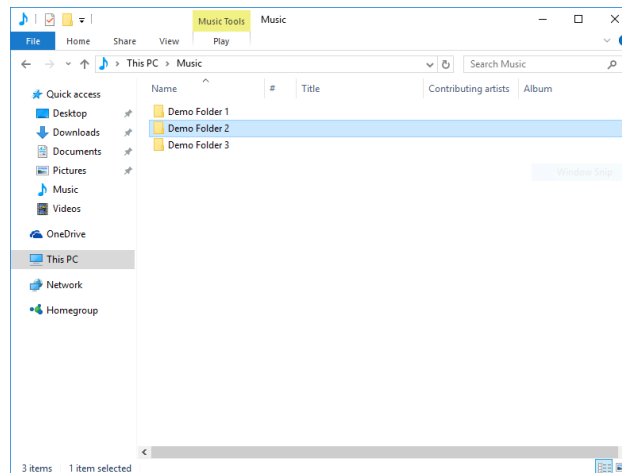 Music Tools
Music
File
Home
Share
View
Play
This PC
Music
Search Music
Name
#
Title
Contributing artists
Album
Quick access
Desktop
Downloads
Documents
Pictures
Music
Videos
OneDrive
This PC
Network
Homegroup
Demo Folder 1
Demo Folder 2
Demo Folder 3
Window Snip
3 items
1 item selected